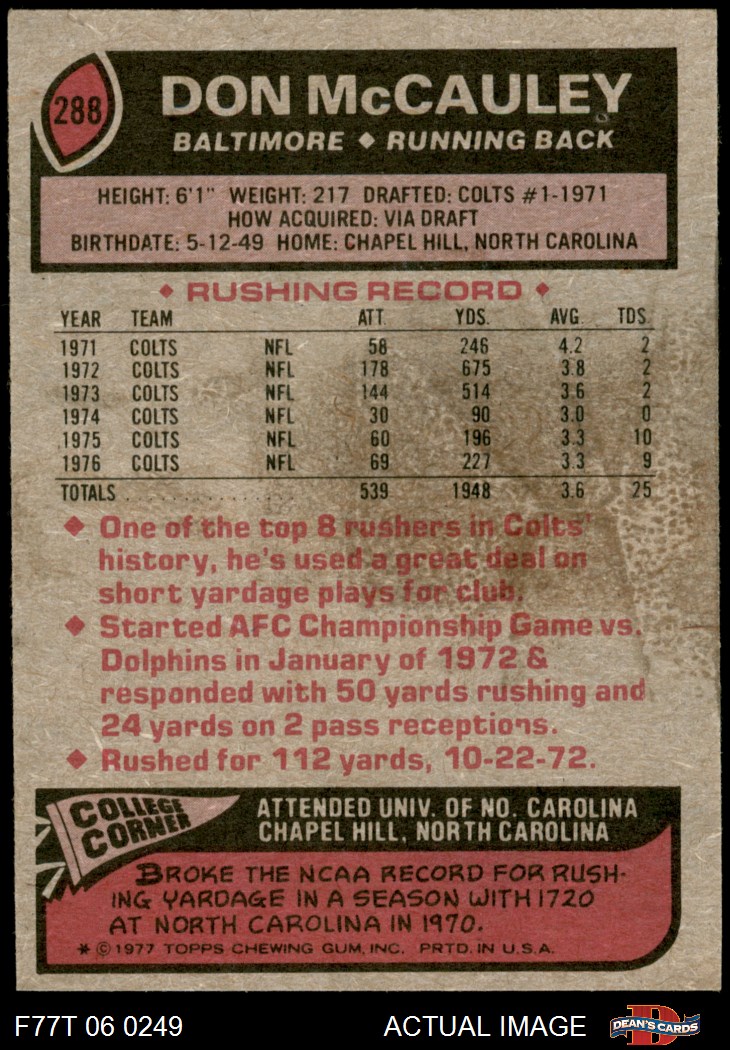 288
DON McCAULEY
BALTIMORE ◆ RUNNING BACK
HEIGHT: 6'1" WEIGHT: 217 DRAFTED: COLTS #1-1971
HOW ACQUIRED: VIA DRAFT
BIRTHDATE: 5-12-49 HOME: CHAPEL HILL, NORTH CAROLINA
◆ RUSHING RECORD ◆
YEAR TEAM ATT. YDS. AVG. TDS.
1971 COLTS NFL 58 246 4.2 2
1972 COLTS NFL 178 675 3.8 2
1973 COLTS NFL 144 514 3.6 2
1974 COLTS NFL 30 90 3.0 0
1975 COLTS NFL 60 196 3.3 10
1976 COLTS NFL 69 227 3.3 9
TOTALS . . . . . . . . . . . . . . . . . 539 1948 3.6 25
◆ One of the top 8 rushers in Colts'
history, he's used a great deal on
short yardage plays for club.
◆ Started AFC Championship Game vs.
Dolphins in January of 1972 &
responded with 50 yards rushing and
24 yards on 2 pass receptions.
◆ Rushed for 112 yards, 10-22-72.
COLLEGE
CORNER
ATTENDED UNIV. OF NO. CAROLINA
CHAPEL HILL, NORTH CAROLINA
BROKE THE NCAA RECORD FOR RUSH-
ING YARDAGE IN A SEASON WITH 1720
AT NORTH CAROLINA IN 1970.
* © 1977 TOPPS CHEWING GUM, INC. PRTD. IN U.S.A.
F77T 06 0249 ACTUAL IMAGE D DEAN'S CARDS